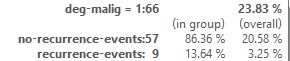 deg-malig = 1:66 23.83 %
(in group) (overall)
no-recurrence-events:57 86.36 % 20.58 %
recurrence-events: 9 13.64 % 3.25 %